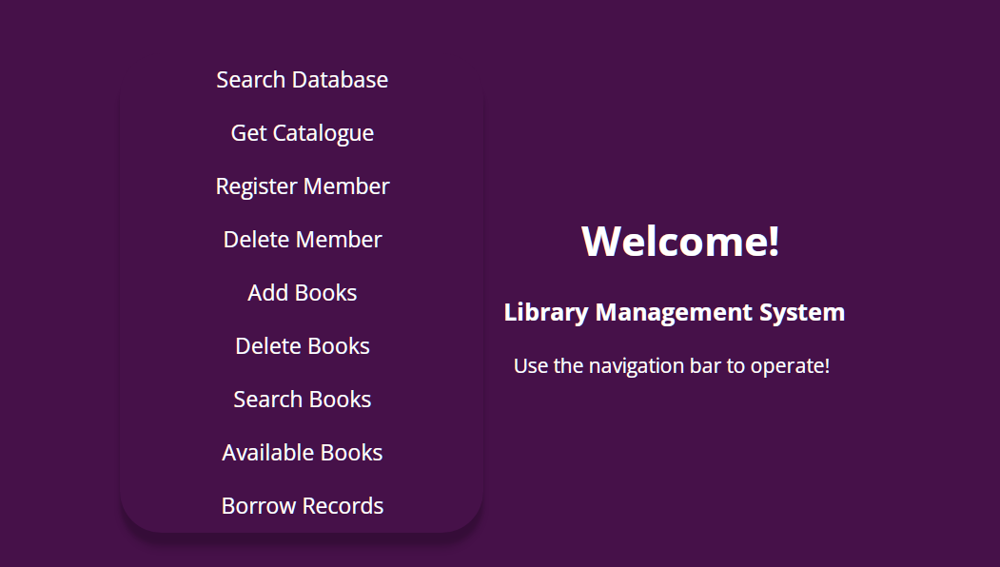 Search Database
Get Catalogue
Register Member
Delete Member
Add Books
Delete Books
Search Books
Available Books
Borrow Records
Welcome!
Library Management System
Use the navigation bar to operate!